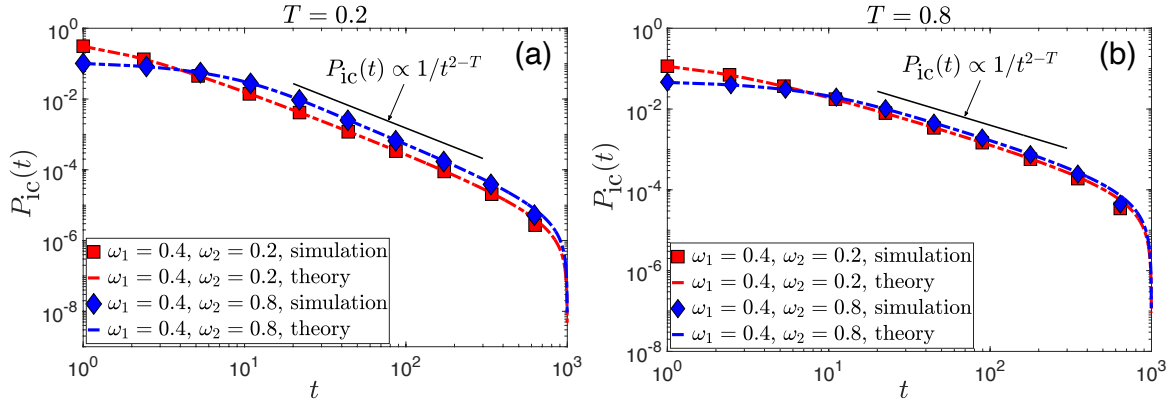 T = 0.2
(a)
P_ic(t) ∝ 1/t^{2−T}
10^0
10^{-2}
10^{-4}
10^{-6}
10^{-8}
P_ic(t)
ω₁ = 0.4, ω₂ = 0.2, simulation
ω₁ = 0.4, ω₂ = 0.2, theory
ω₁ = 0.4, ω₂ = 0.8, simulation
ω₁ = 0.4, ω₂ = 0.8, theory
10^0 10^1 10^2 10^3
t
T = 0.8
(b)
P_ic(t) ∝ 1/t^{2−T}
10^0
10^{-2}
10^{-4}
10^{-6}
10^{-8}
P_ic(t)
ω₁ = 0.4, ω₂ = 0.2, simulation
ω₁ = 0.4, ω₂ = 0.2, theory
ω₁ = 0.4, ω₂ = 0.8, simulation
ω₁ = 0.4, ω₂ = 0.8, theory
10^0 10^1 10^2 10^3
t